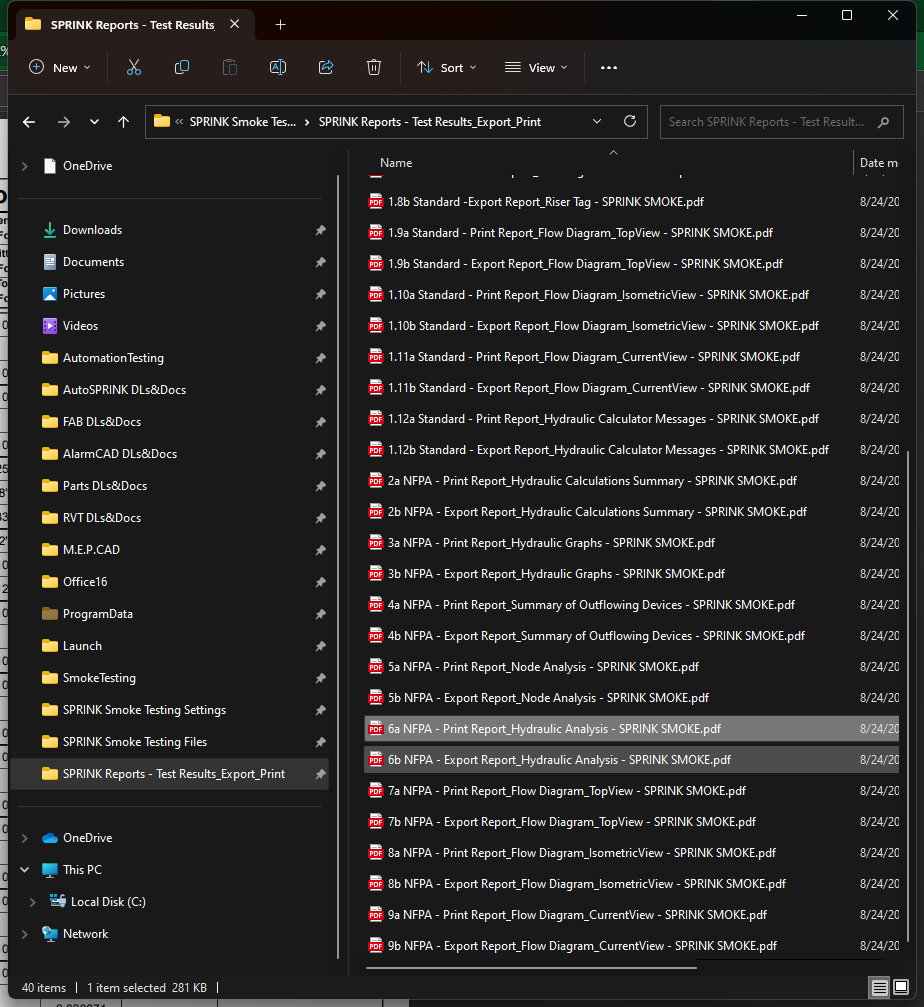 SPRINK Reports - Test Results_
New
Sort
View
SPRINK Smoke Tes...
SPRINK Reports - Test Results_Export_Print
Search SPRINK Reports - Test Result...
OneDrive
Downloads
Documents
Pictures
Videos
AutomationTesting
AutoSPRINK DLs&Docs
FAB DLs&Docs
AlarmCAD DLs&Docs
Parts DLs&Docs
RVT DLs&Docs
M.E.P.CAD
Office16
ProgramData
Launch
SmokeTesting
SPRINK Smoke Testing Settings
SPRINK Smoke Testing Files
SPRINK Reports - Test Results_Export_Print
OneDrive
This PC
Local Disk (C:)
Network
Name Date m
1.8b Standard -Export Report_Riser Tag - SPRINK SMOKE.pdf 8/24/20
1.9a Standard - Print Report_Flow Diagram_TopView - SPRINK SMOKE.pdf 8/24/20
1.9b Standard - Export Report_Flow Diagram_TopView - SPRINK SMOKE.pdf 8/24/20
1.10a Standard - Print Report_Flow Diagram_IsometricView - SPRINK SMOKE.pdf 8/24/20
1.10b Standard - Export Report_Flow Diagram_IsometricView - SPRINK SMOKE.pdf 8/24/20
1.11a Standard - Print Report_Flow Diagram_CurrentView - SPRINK SMOKE.pdf 8/24/20
1.11b Standard - Export Report_Flow Diagram_CurrentView - SPRINK SMOKE.pdf 8/24/20
1.12a Standard - Print Report_Hydraulic Calculator Messages - SPRINK SMOKE.pdf 8/24/20
1.12b Standard - Export Report_Hydraulic Calculator Messages - SPRINK SMOKE.pdf 8/24/20
2a NFPA - Print Report_Hydraulic Calculations Summary - SPRINK SMOKE.pdf 8/24/20
2b NFPA - Export Report_Hydraulic Calculations Summary - SPRINK SMOKE.pdf 8/24/20
3a NFPA - Print Report_Hydraulic Graphs - SPRINK SMOKE.pdf 8/24/20
3b NFPA - Export Report_Hydraulic Graphs - SPRINK SMOKE.pdf 8/24/20
4a NFPA - Print Report_Summary of Outflowing Devices - SPRINK SMOKE.pdf 8/24/20
4b NFPA - Export Report_Summary of Outflowing Devices - SPRINK SMOKE.pdf 8/24/20
5a NFPA - Print Report_Node Analysis - SPRINK SMOKE.pdf 8/24/20
5b NFPA - Export Report_Node Analysis - SPRINK SMOKE.pdf 8/24/20
6a NFPA - Print Report_Hydraulic Analysis - SPRINK SMOKE.pdf 8/24/20
6b NFPA - Export Report_Hydraulic Analysis - SPRINK SMOKE.pdf 8/24/20
7a NFPA - Print Report_Flow Diagram_TopView - SPRINK SMOKE.pdf 8/24/20
7b NFPA - Export Report_Flow Diagram_TopView - SPRINK SMOKE.pdf 8/24/20
8a NFPA - Print Report_Flow Diagram_IsometricView - SPRINK SMOKE.pdf 8/24/20
8b NFPA - Export Report_Flow Diagram_IsometricView - SPRINK SMOKE.pdf 8/24/20
9a NFPA - Print Report_Flow Diagram_CurrentView - SPRINK SMOKE.pdf 8/24/20
9b NFPA - Export Report_Flow Diagram_CurrentView - SPRINK SMOKE.pdf 8/24/20
40 items 1 item selected 281 KB